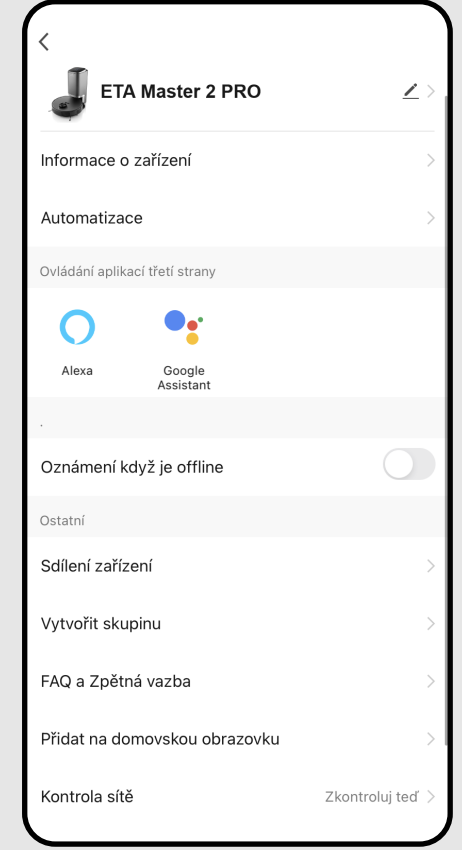 ETA Master 2 PRO
Informace o zařízení
Automatizace
Ovládání aplikací třetí strany
Alexa
Google
Assistant
.
Oznámení když je offline
Ostatní
Sdílení zařízení
Vytvořit skupinu
FAQ a Zpětná vazba
Přidat na domovskou obrazovku
Kontrola sítě Zkontroluj teď